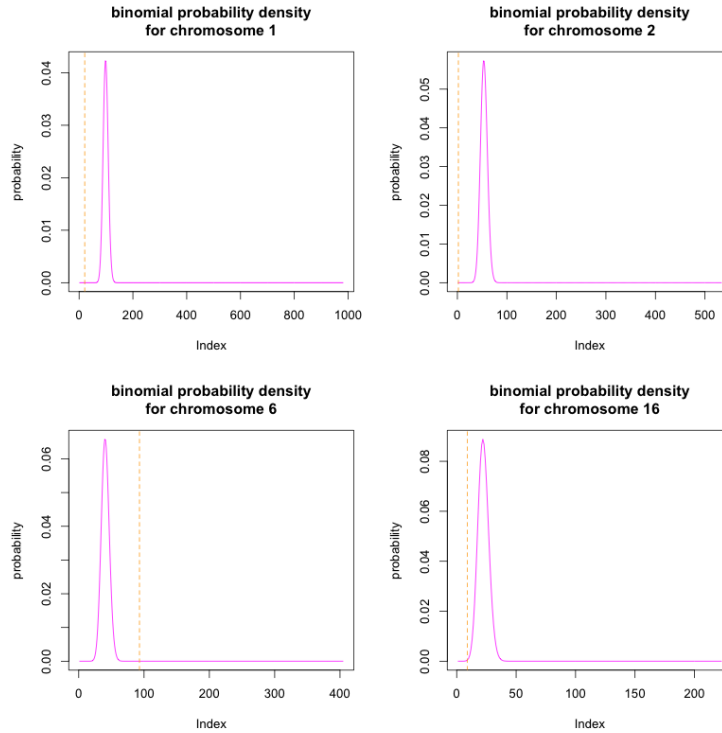 binomial probability density
for chromosome 1
probability
0.00 0.01 0.02 0.03 0.04
0 200 400 600 800 1000
Index
binomial probability density
for chromosome 2
probability
0.00 0.01 0.02 0.03 0.04 0.05
0 100 200 300 400 500
Index
binomial probability density
for chromosome 6
probability
0.00 0.02 0.04 0.06
0 100 200 300 400
Index
binomial probability density
for chromosome 16
probability
0.00 0.02 0.04 0.06 0.08
0 50 100 150 200
Index